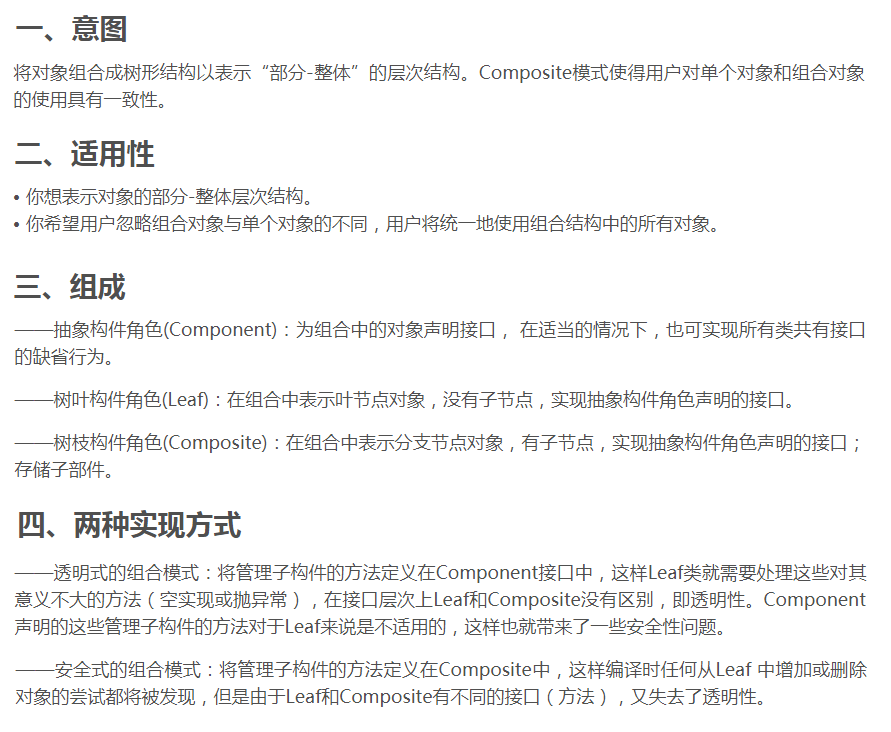 一、意图
将对象组合成树形结构以表示“部分-整体”的层次结构。Composite模式使得用户对单个对象和组合对象
的使用具有一致性。
二、适用性
• 你想表示对象的部分-整体层次结构。
• 你希望用户忽略组合对象与单个对象的不同，用户将统一地使用组合结构中的所有对象。
三、组成
——抽象构件角色(Component)：为组合中的对象声明接口， 在适当的情况下，也可实现所有类共有接口
的缺省行为。
——树叶构件角色(Leaf)：在组合中表示叶节点对象，没有子节点，实现抽象构件角色声明的接口。
——树枝构件角色(Composite)：在组合中表示分支节点对象，有子节点，实现抽象构件角色声明的接口；
存储子部件。
四、两种实现方式
——透明式的组合模式：将管理子构件的方法定义在Component接口中，这样Leaf类就需要处理这些对其
意义不大的方法（空实现或抛异常），在接口层次上Leaf和Composite没有区别，即透明性。Component
声明的这些管理子构件的方法对于Leaf来说是不适用的，这样也就带来了一些安全性问题。
——安全式的组合模式：将管理子构件的方法定义在Composite中，这样编译时任何从Leaf 中增加或删除
对象的尝试都将被发现，但是由于Leaf和Composite有不同的接口（方法），又失去了透明性。